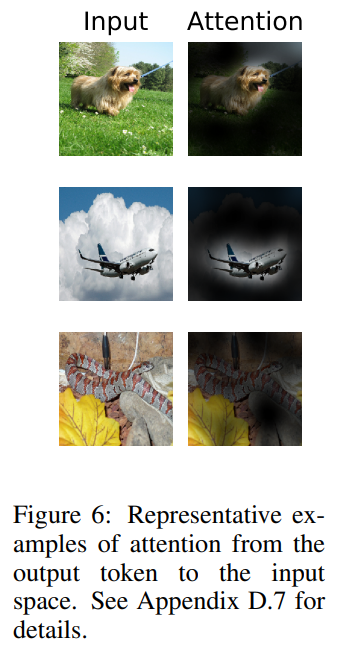 Input Attention
Figure 6: Representative ex-
amples of attention from the
output token to the input
space. See Appendix D.7 for
details.